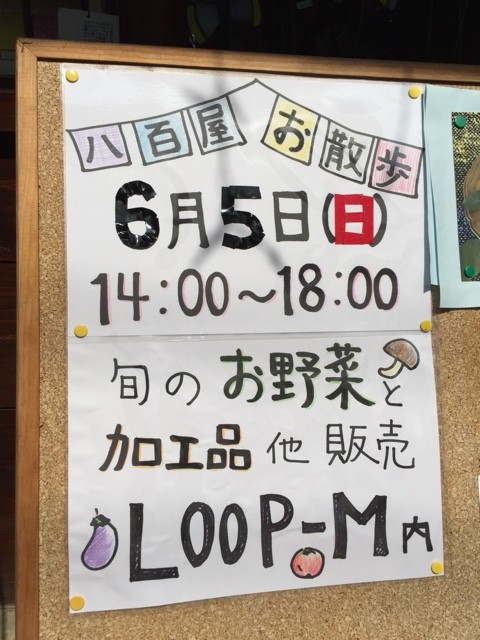 八百屋 お散歩
6月5日(日)
14:00～18:00
旬の お野菜と
加工品 他 販売
LOOP-M内